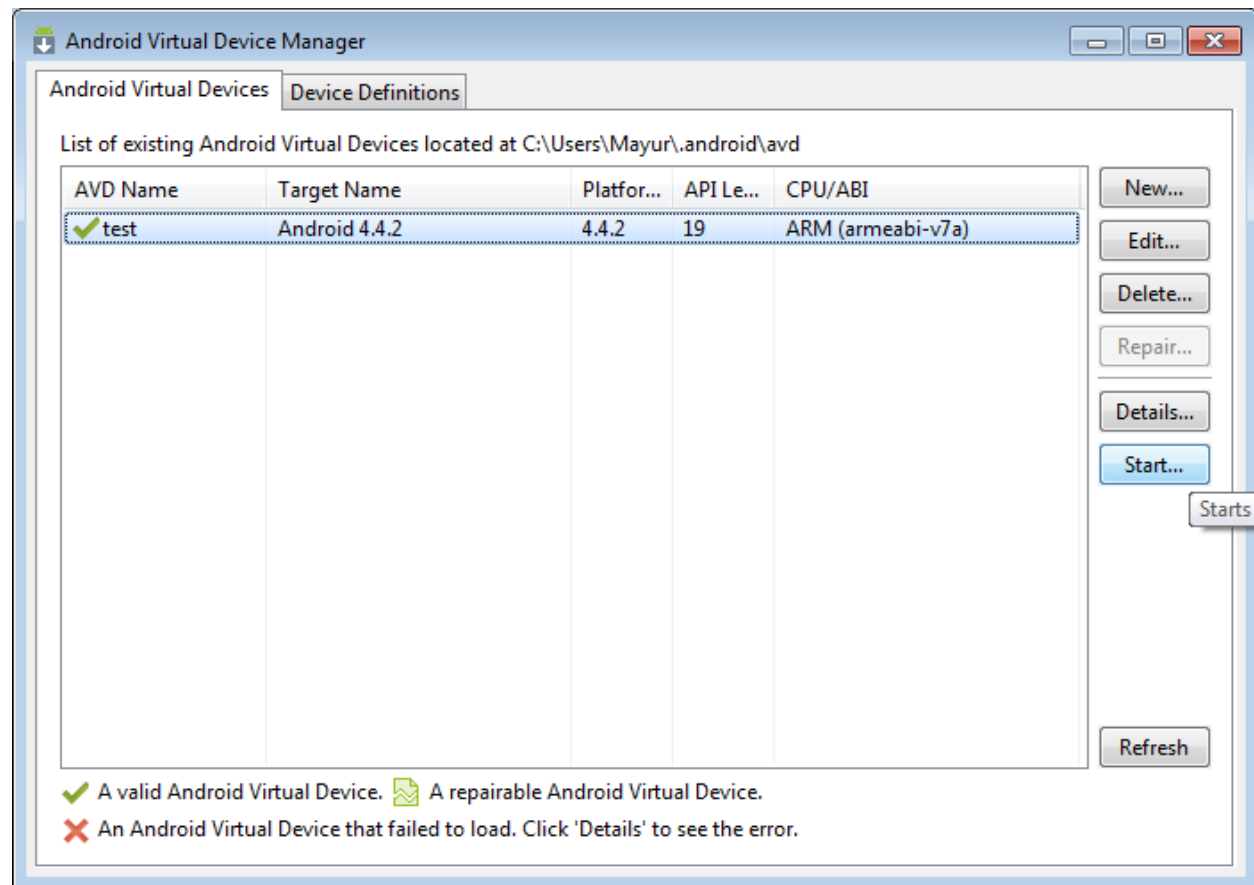 Android Virtual Device Manager
Android Virtual Devices Device Definitions
List of existing Android Virtual Devices located at C:\Users\Mayur\.android\avd
AVD Name Target Name Platfor... API Le... CPU/ABI
test Android 4.4.2 4.4.2 19 ARM (armeabi-v7a)
New...
Edit...
Delete...
Repair...
Details...
Start...
Starts
Refresh
A valid Android Virtual Device. A repairable Android Virtual Device.
An Android Virtual Device that failed to load. Click 'Details' to see the error.